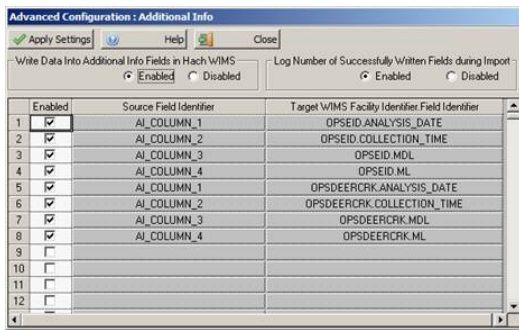 Advanced Configuration : Additional Info
Apply Settings Help Close
Write Data Into Additional Info Fields in Hach WIMS Log Number of Successfully Written Fields during Import
Enabled Disabled Enabled Disabled
Enabled Source Field Identifier Target WIMS Facility Identifier.Field Identifier
1 AI_COLUMN_1 OPSEID.ANALYSIS_DATE
2 AI_COLUMN_2 OPSEID.COLLECTION_TIME
3 AI_COLUMN_3 OPSEID.MDL
4 AI_COLUMN_4 OPSEID.ML
5 AI_COLUMN_1 OPSDEERCRK.ANALYSIS_DATE
6 AI_COLUMN_2 OPSDEERCRK.COLLECTION_TIME
7 AI_COLUMN_3 OPSDEERCRK.MDL
8 AI_COLUMN_4 OPSDEERCRK.ML
9
10
11
12